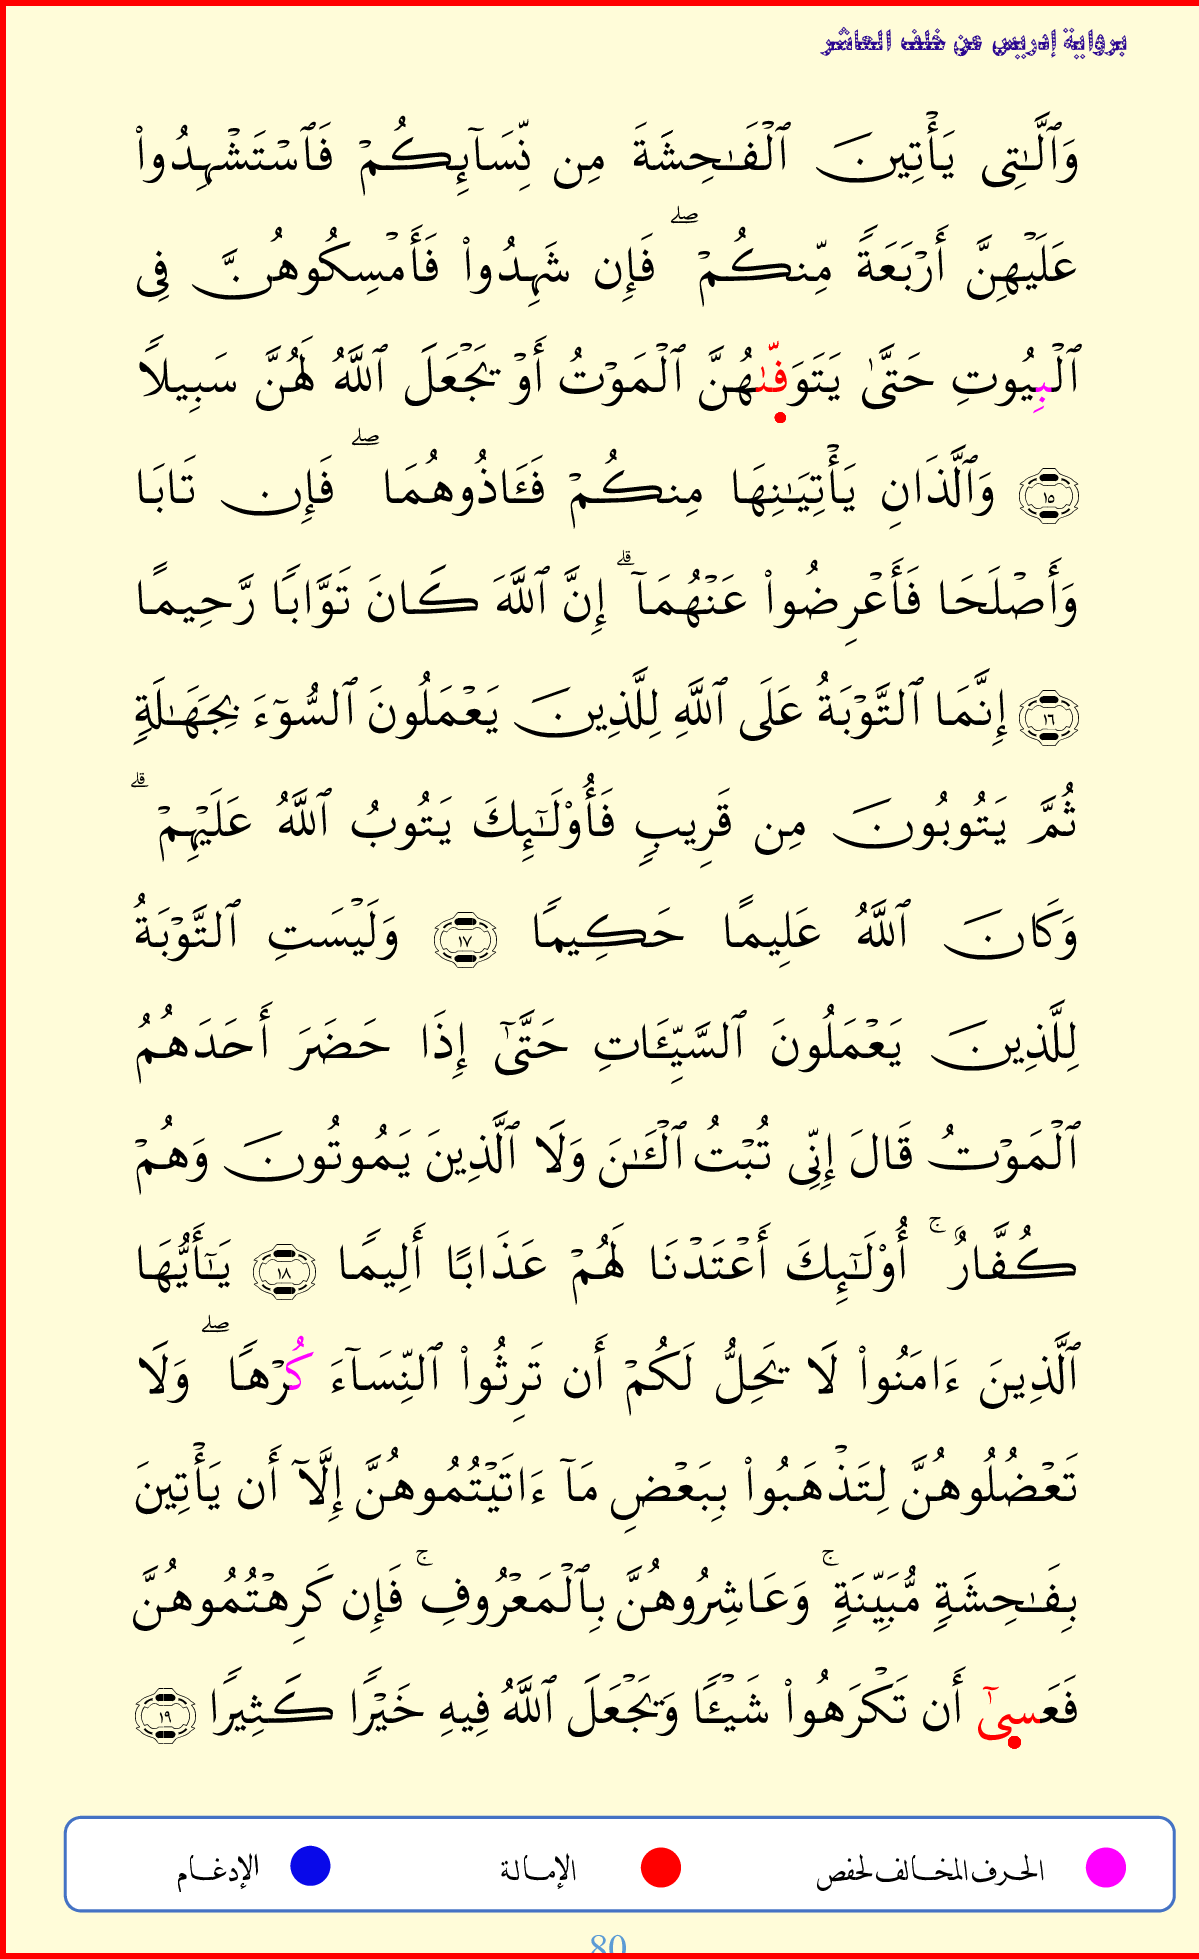 برواية إدريس عن خلف العاشر
وَٱلَّٰتِى يَأْتِينَ ٱلْفَٰحِشَةَ مِن نِّسَآئِكُمْ فَٱسْتَشْهِدُوا۟
عَلَيْهِنَّ أَرْبَعَةً مِّنكُمْ ۖ فَإِن شَهِدُوا۟ فَأَمْسِكُوهُنَّ فِى
ٱلْبِيُوتِ حَتَّىٰ يَتَوَفّىٰهُنَّ ٱلْمَوْتُ أَوْ يَجْعَلَ ٱللَّهُ لَهُنَّ سَبِيلًا
١٥ وَٱلَّذَانِ يَأْتِيَٰنِهَا مِنكُمْ فَـَٔاذُوهُمَا ۖ فَإِن تَابَا
وَأَصْلَحَا فَأَعْرِضُوا۟ عَنْهُمَآ ۗ إِنَّ ٱللَّهَ كَانَ تَوَّابًا رَّحِيمًا
١٦ إِنَّمَا ٱلتَّوْبَةُ عَلَى ٱللَّهِ لِلَّذِينَ يَعْمَلُونَ ٱلسُّوٓءَ بِجَهَٰلَةٍ
ثُمَّ يَتُوبُونَ مِن قَرِيبٍ فَأُو۟لَٰٓئِكَ يَتُوبُ ٱللَّهُ عَلَيْهِمْ ۗ
وَكَانَ ٱللَّهُ عَلِيمًا حَكِيمًا ١٧ وَلَيْسَتِ ٱلتَّوْبَةُ
لِلَّذِينَ يَعْمَلُونَ ٱلسَّيِّـَٔاتِ حَتَّىٰٓ إِذَا حَضَرَ أَحَدَهُمُ
ٱلْمَوْتُ قَالَ إِنِّى تُبْتُ ٱلْـَٰٔنَ وَلَا ٱلَّذِينَ يَمُوتُونَ وَهُمْ
كُفَّارٌ ۚ أُو۟لَٰٓئِكَ أَعْتَدْنَا لَهُمْ عَذَابًا أَلِيمًا ١٨ يَٰٓأَيُّهَا
ٱلَّذِينَ ءَامَنُوا۟ لَا يَحِلُّ لَكُمْ أَن تَرِثُوا۟ ٱلنِّسَآءَ كُرْهًا ۖ وَلَا
تَعْضُلُوهُنَّ لِتَذْهَبُوا۟ بِبَعْضِ مَآ ءَاتَيْتُمُوهُنَّ إِلَّآ أَن يَأْتِينَ
بِفَٰحِشَةٍ مُّبَيِّنَةٍ ۚ وَعَاشِرُوهُنَّ بِٱلْمَعْرُوفِ ۚ فَإِن كَرِهْتُمُوهُنَّ
فَعَسىٰٓ أَن تَكْرَهُوا۟ شَيْـًٔا وَيَجْعَلَ ٱللَّهُ فِيهِ خَيْرًا كَثِيرًا ١٩
الحرف المخالف لحفص الإمالة الإدغام
80